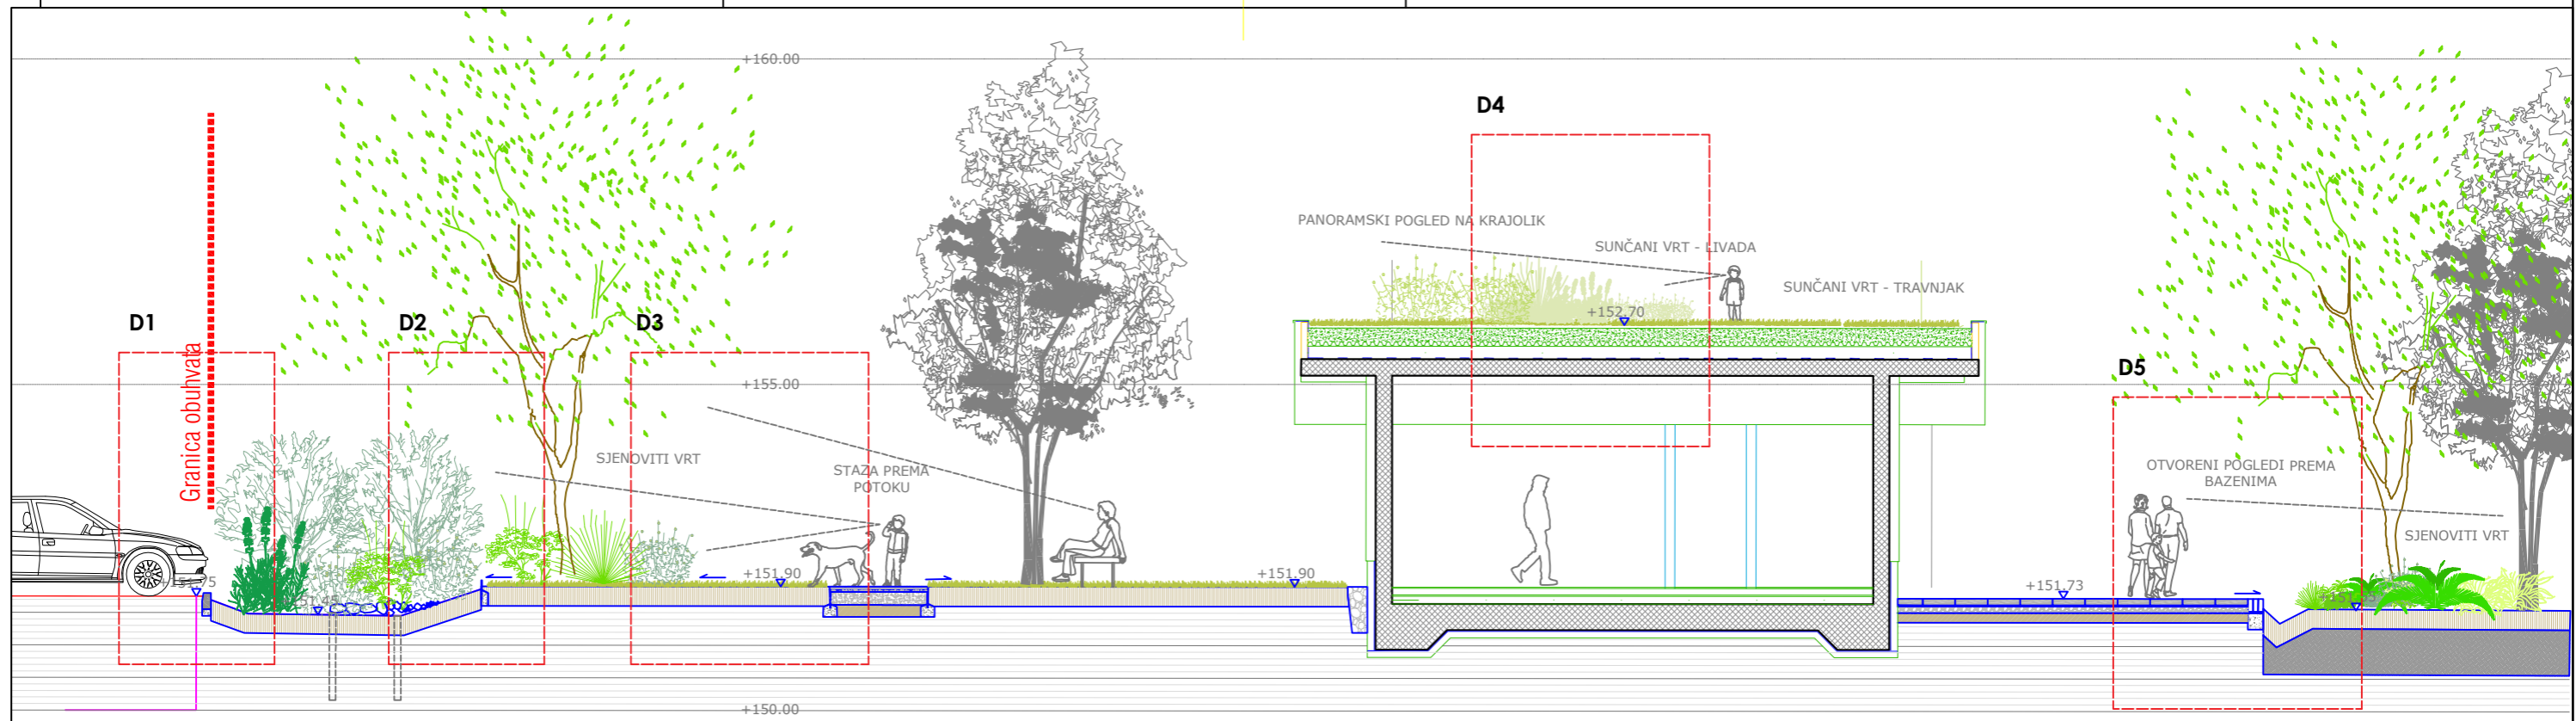 +160.00
D4
PANORAMSKI POGLED NA KRAJOLIK
SUNČANI VRT - LIVADA
SUNČANI VRT - TRAVNJAK
+152.70
D1
D2
D3
Granica obuhvata
+155.00
D5
SJENOVITI VRT
STAZA PREMA
POTOKU
OTVORENI POGLEDI PREMA
BAZENIMA
SJENOVITI VRT
+151.75
+151.90
+151.90
+151.73
+150.00